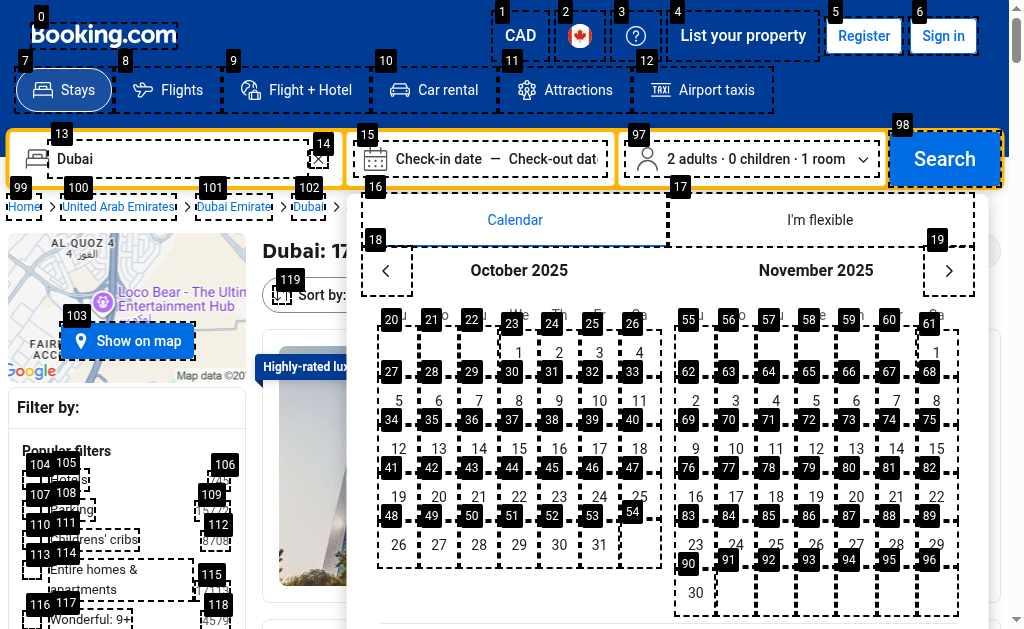 Booking.com
CAD
List your property
Register
Sign in
Stays
Flights
Flight + Hotel
Car rental
Attractions
Airport taxis
Dubai
Check-in date — Check-out dat
2 adults · 0 children · 1 room
Search
Home > United Arab Emirates > Dubai Emirate > Dubai >
Calendar
I'm flexible
October 2025
November 2025
1 2 3 4
5 6 7 8 9 10 11
12 13 14 15 16 17 18
19 20 21 22 23 24 25
26 27 28 29 30 31
1
2 3 4 5 6 7 8
9 10 11 12 13 14 15
16 17 18 19 20 21 22
23 24 25 26 27 28 29
30
AL QUOZ 4
القوز 4
Loco Bear - The Ultim
Entertainment Hub
Show on map
Google
Map data ©20
Dubai: 17
Sort by:
Highly-rated lux
Filter by:
Popular filters
Hotels
Parking
Childrens' cribs
8708
Entire homes &
apartments
Wonderful: 9+
4579
0
1
2
3
4
5
6
7
8
9
10
11
12
13
14
15
16
17
18
19
20 21 22 23 24 25 26
27 28 29 30 31 32 33
34 35 36 37 38 39 40
41 42 43 44 45 46 47
48 49 50 51 52 53 54
55 56 57 58 59 60 61
62 63 64 65 66 67 68
69 70 71 72 73 74 75
76 77 78 79 80 81 82
83 84 85 86 87 88 89
90 91 92 93 94 95 96
97
98
99
100
101
102
103
104 105 106
107 108 109
110 111 112
113 114 115
116 117 118
119